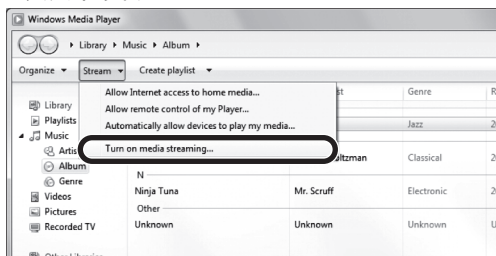 Windows Media Player
Library Music Album
Organize Stream Create playlist
Allow Internet access to home media...
Allow remote control of my Player...
Automatically allow devices to play my media...
Turn on media streaming...
Genre
Library
Playlists
Music
Album
Genre
Videos
Pictures
Recorded TV
Jazz
Classical
N
Ninja Tuna Mr. Scruff Electronic
Other
Unknown Unknown Unknown